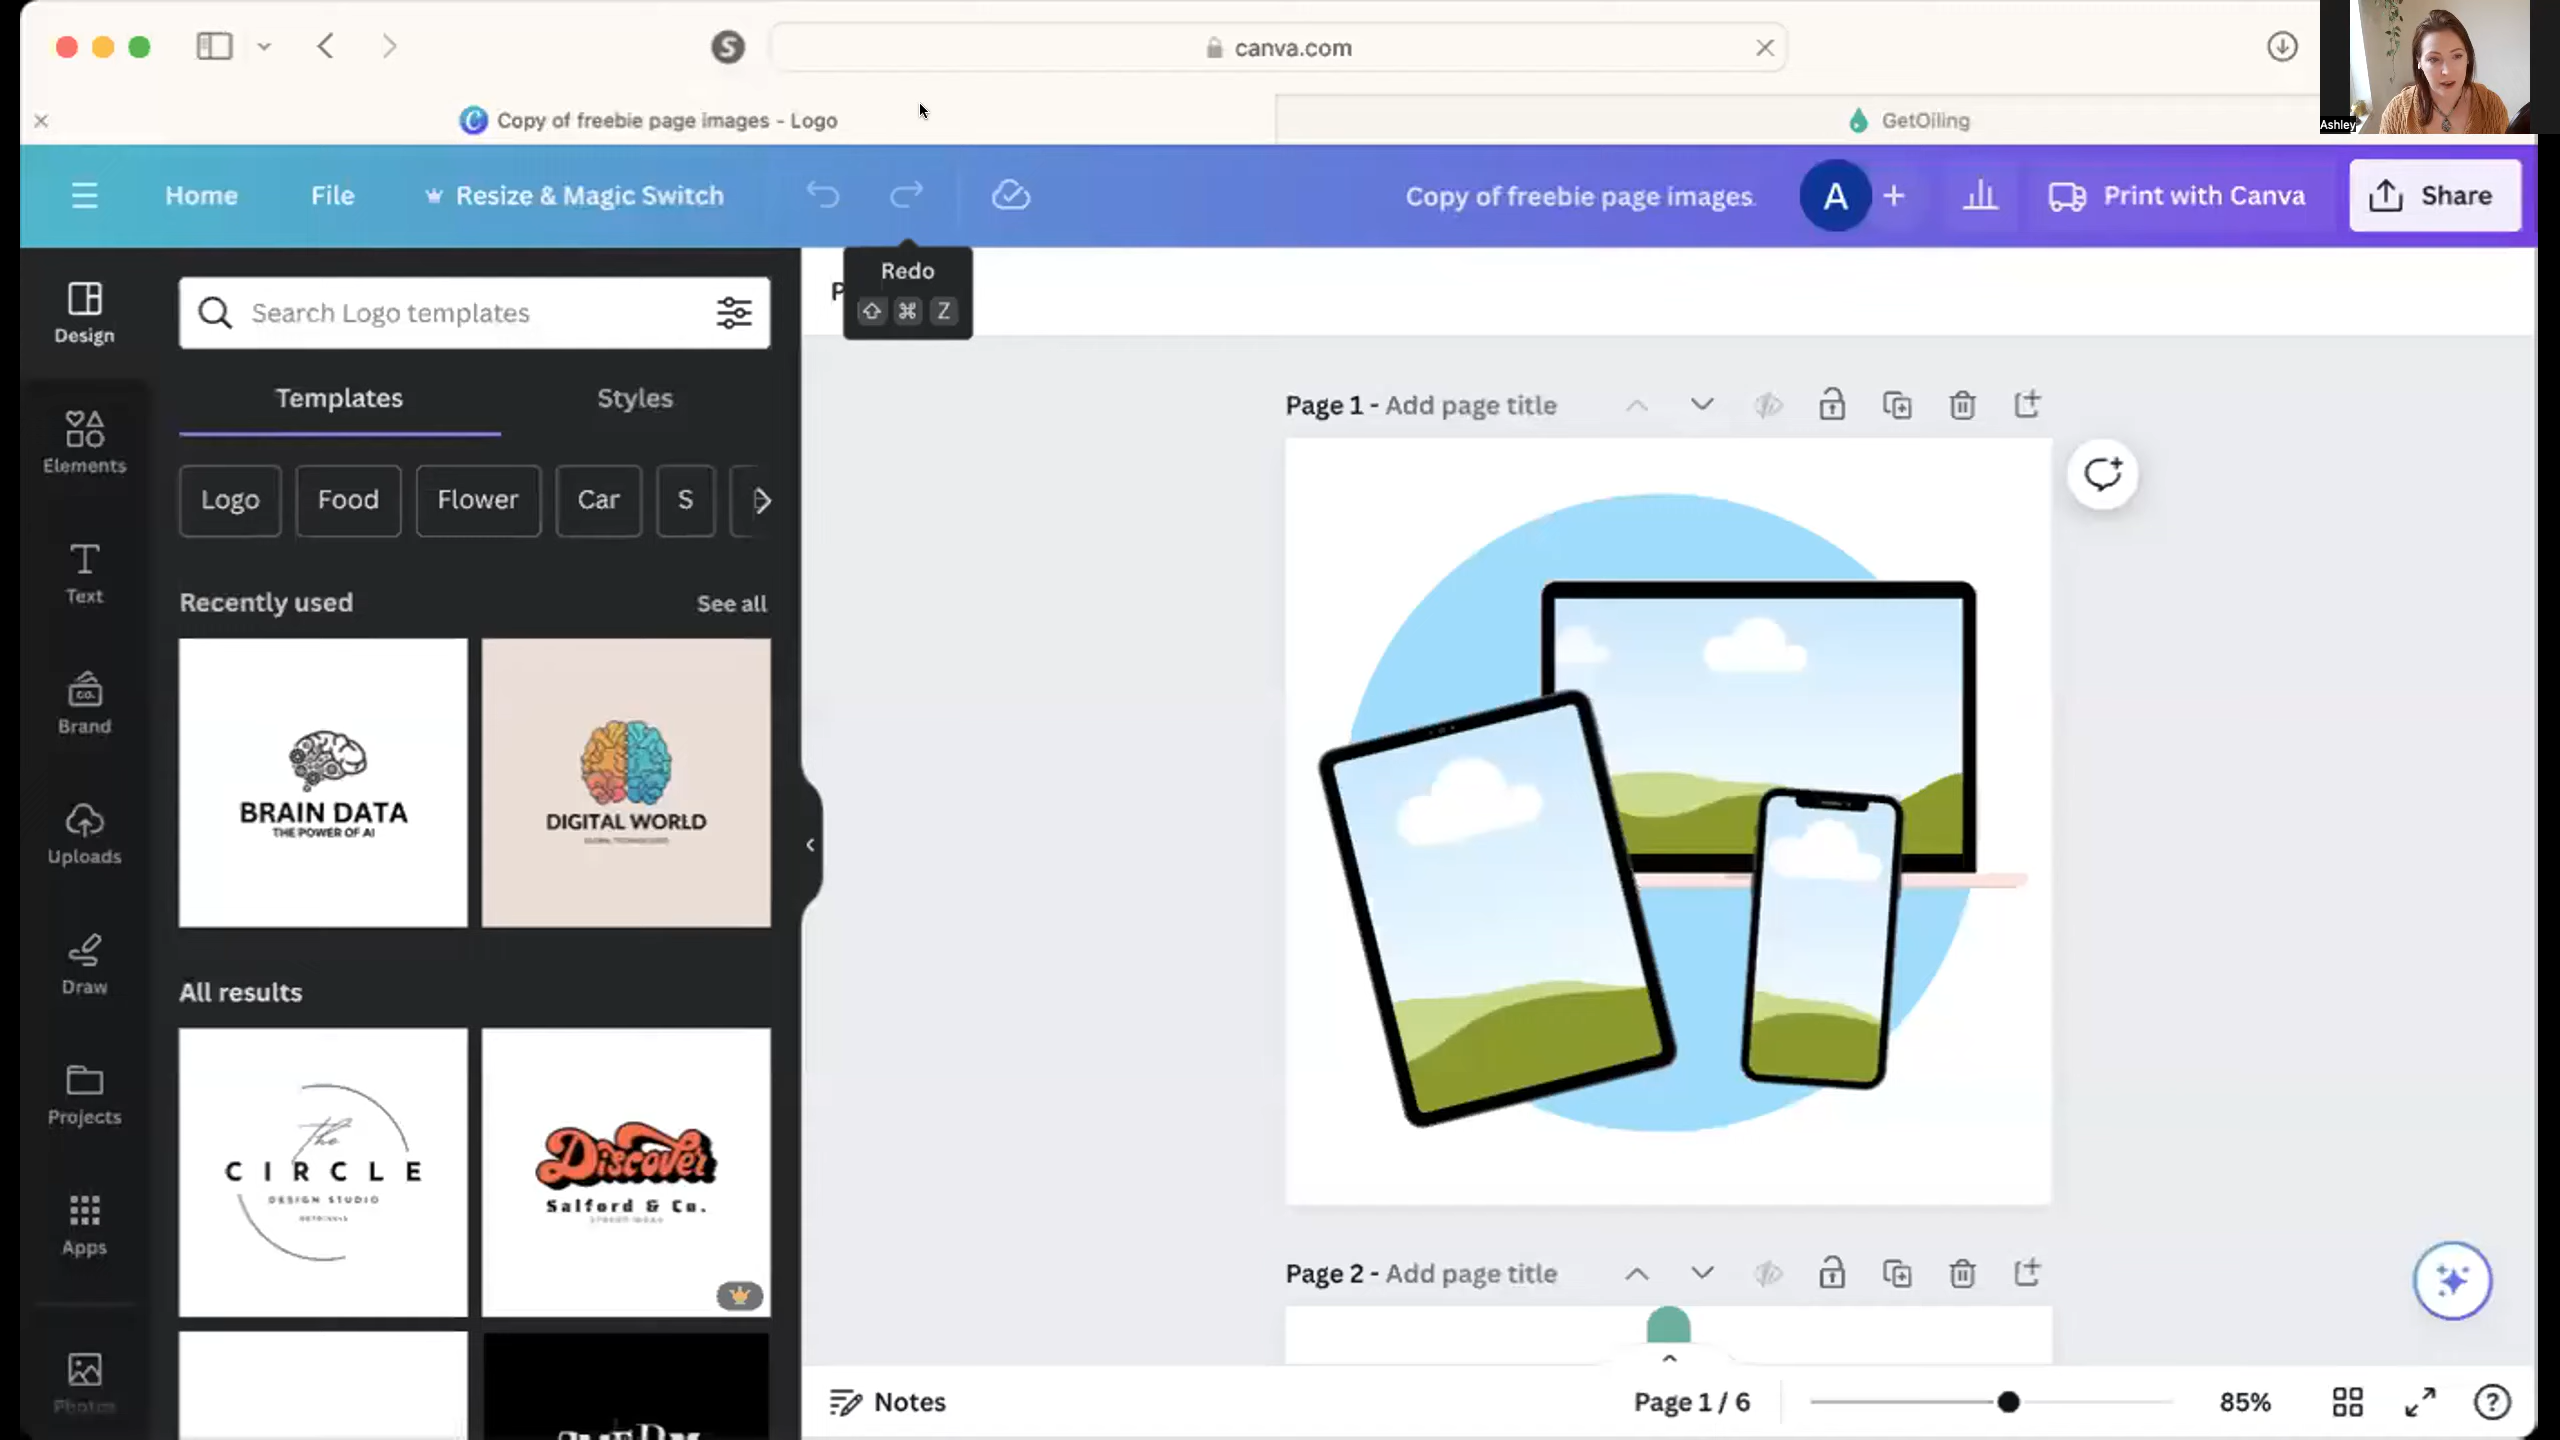 canva.com
Copy of freebie page images - Logo
GetOiling
Ashley
Home
File
Resize & Magic Switch
Copy of freebie page images
A
Print with Canva
Share
Redo
⌘ Z
Design
Search Logo templates
Templates
Styles
Logo
Food
Flower
Car
S
Elements
Text
Recently used
See all
Brand
BRAIN DATA
THE POWER OF AI
DIGITAL WORLD
Uploads
Draw
All results
Projects
the
CIRCLE
DESIGN STUDIO
Discover
Salford & Co.
Apps
Photos
Page 1 - Add page title
Page 2 - Add page title
Notes
Page 1 / 6
85%